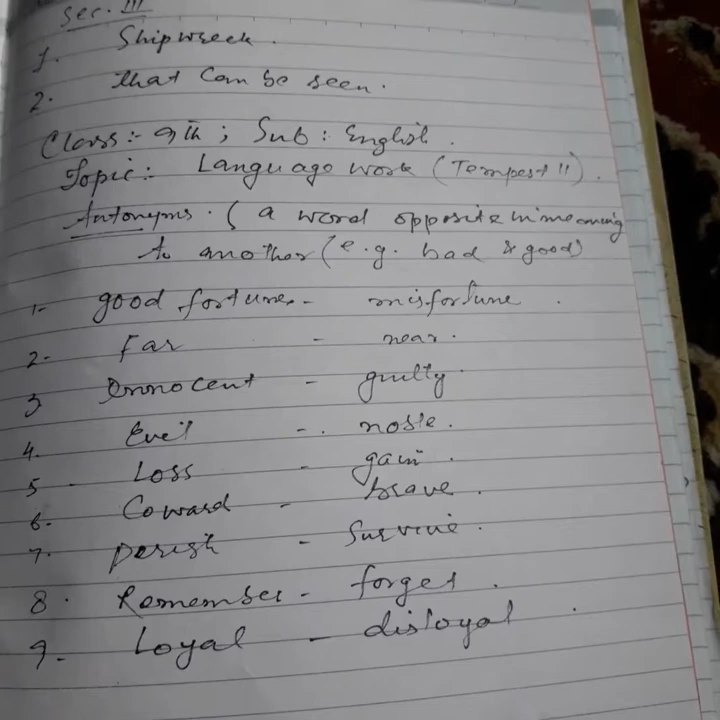 Sec. III
1. Shipwreck.
2. that can be seen.
Class:- 9th ; Sub : English.
Topic: Language work (Tempest II).
Antonyms. ( a word opposite in meaning
to another (e.g. bad & good)
1- good fortune. - misfortune.
2- far - near.
3 Innocent - guilty
4. Evil - noble.
5 - Loss - gain.
6. Coward - brave.
7. perish - Survive.
8. Remember - forget.
9. Loyal - disloyal